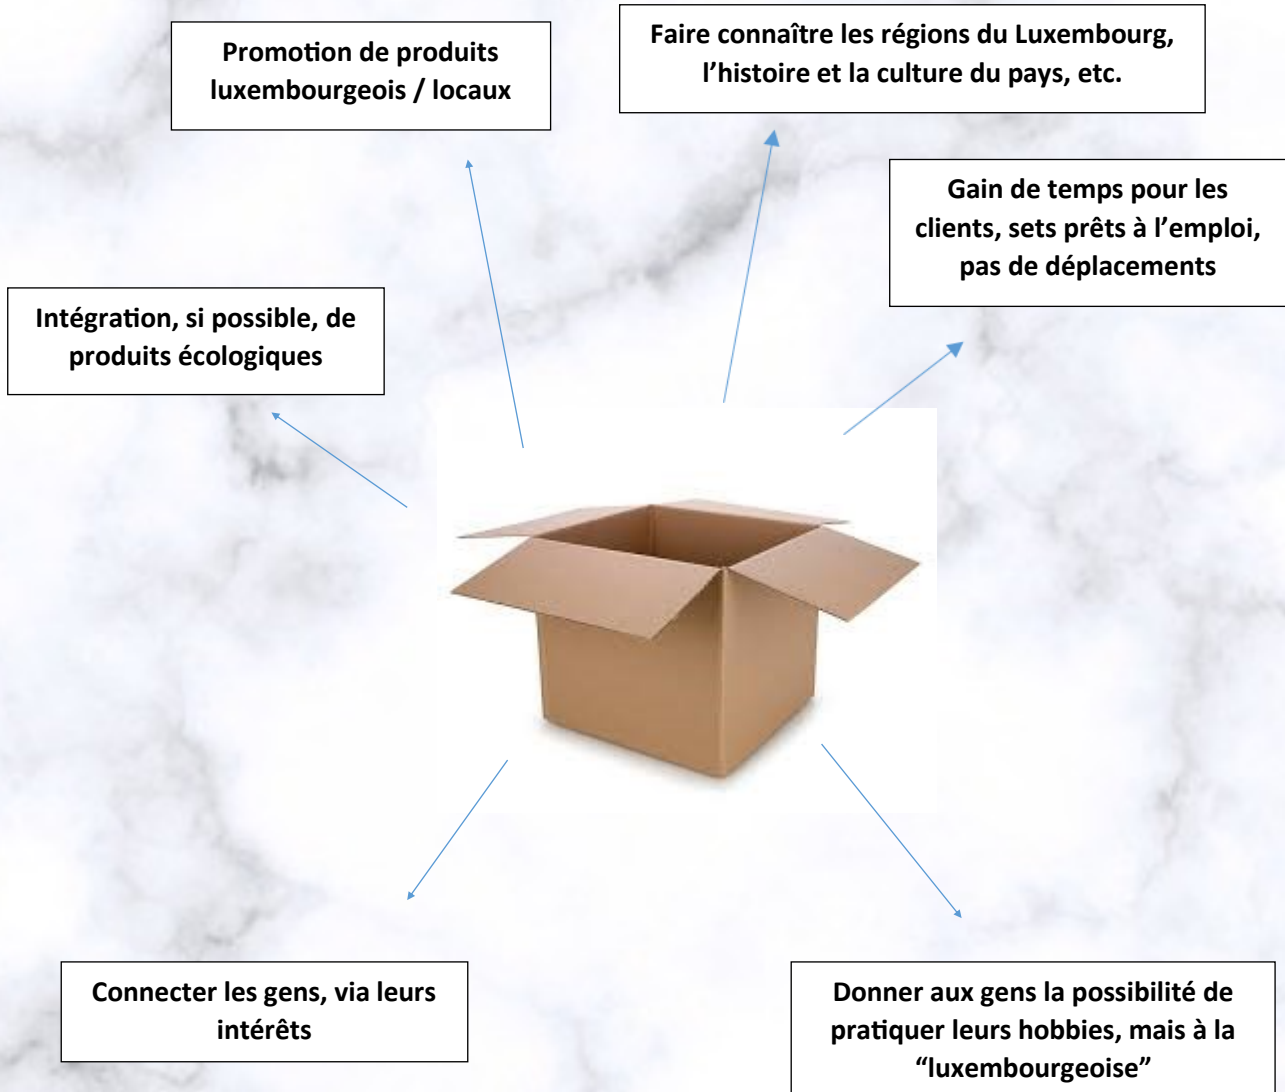 Promotion de produits
luxembourgeois / locaux
Faire connaître les régions du Luxembourg,
l’histoire et la culture du pays, etc.
Gain de temps pour les
clients, sets prêts à l’emploi,
pas de déplacements
Intégration, si possible, de
produits écologiques
Connecter les gens, via leurs
intérêts
Donner aux gens la possibilité de
pratiquer leurs hobbies, mais à la
“luxembourgeoise”